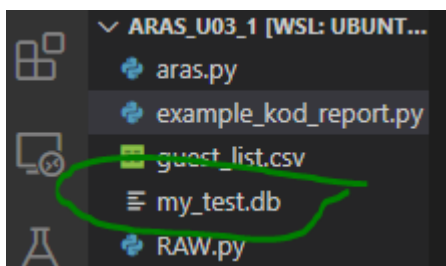 ARAS_U03_1 [WSL: UBUNT...
aras.py
example_kod_report.py
guest_list.csv
my_test.db
RAW.py